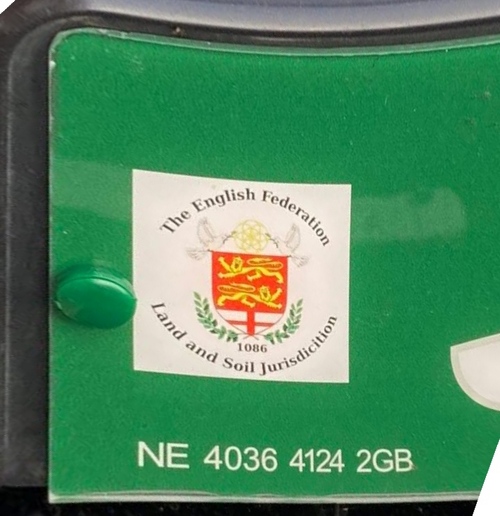 The English Federation
1086
Land and Soil Jurisdicition
NE 4036 4124 2GB